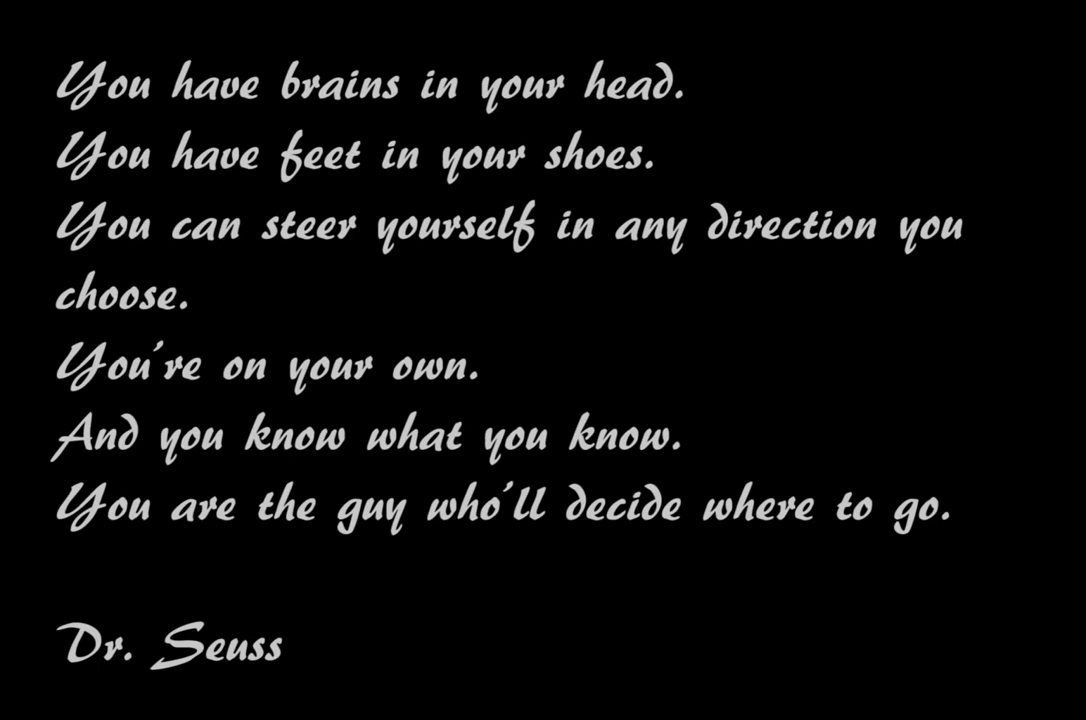 You have brains in your head.
You have feet in your shoes.
You can steer yourself in any direction you
choose.
You're on your own.
And you know what you know.
You are the guy who'll decide where to go.
Dr. Seuss